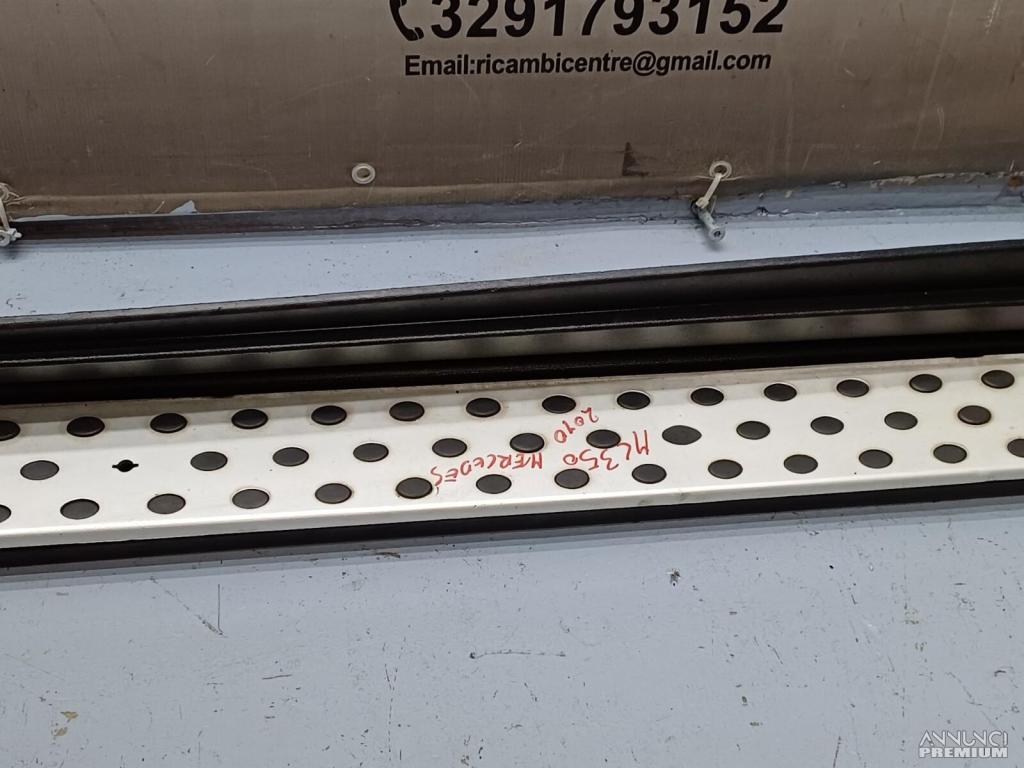 3291793152
Email:ricambicentre@gmail.com
ML350
2010
MERCEDES
ANNUNCI
PREMIUM